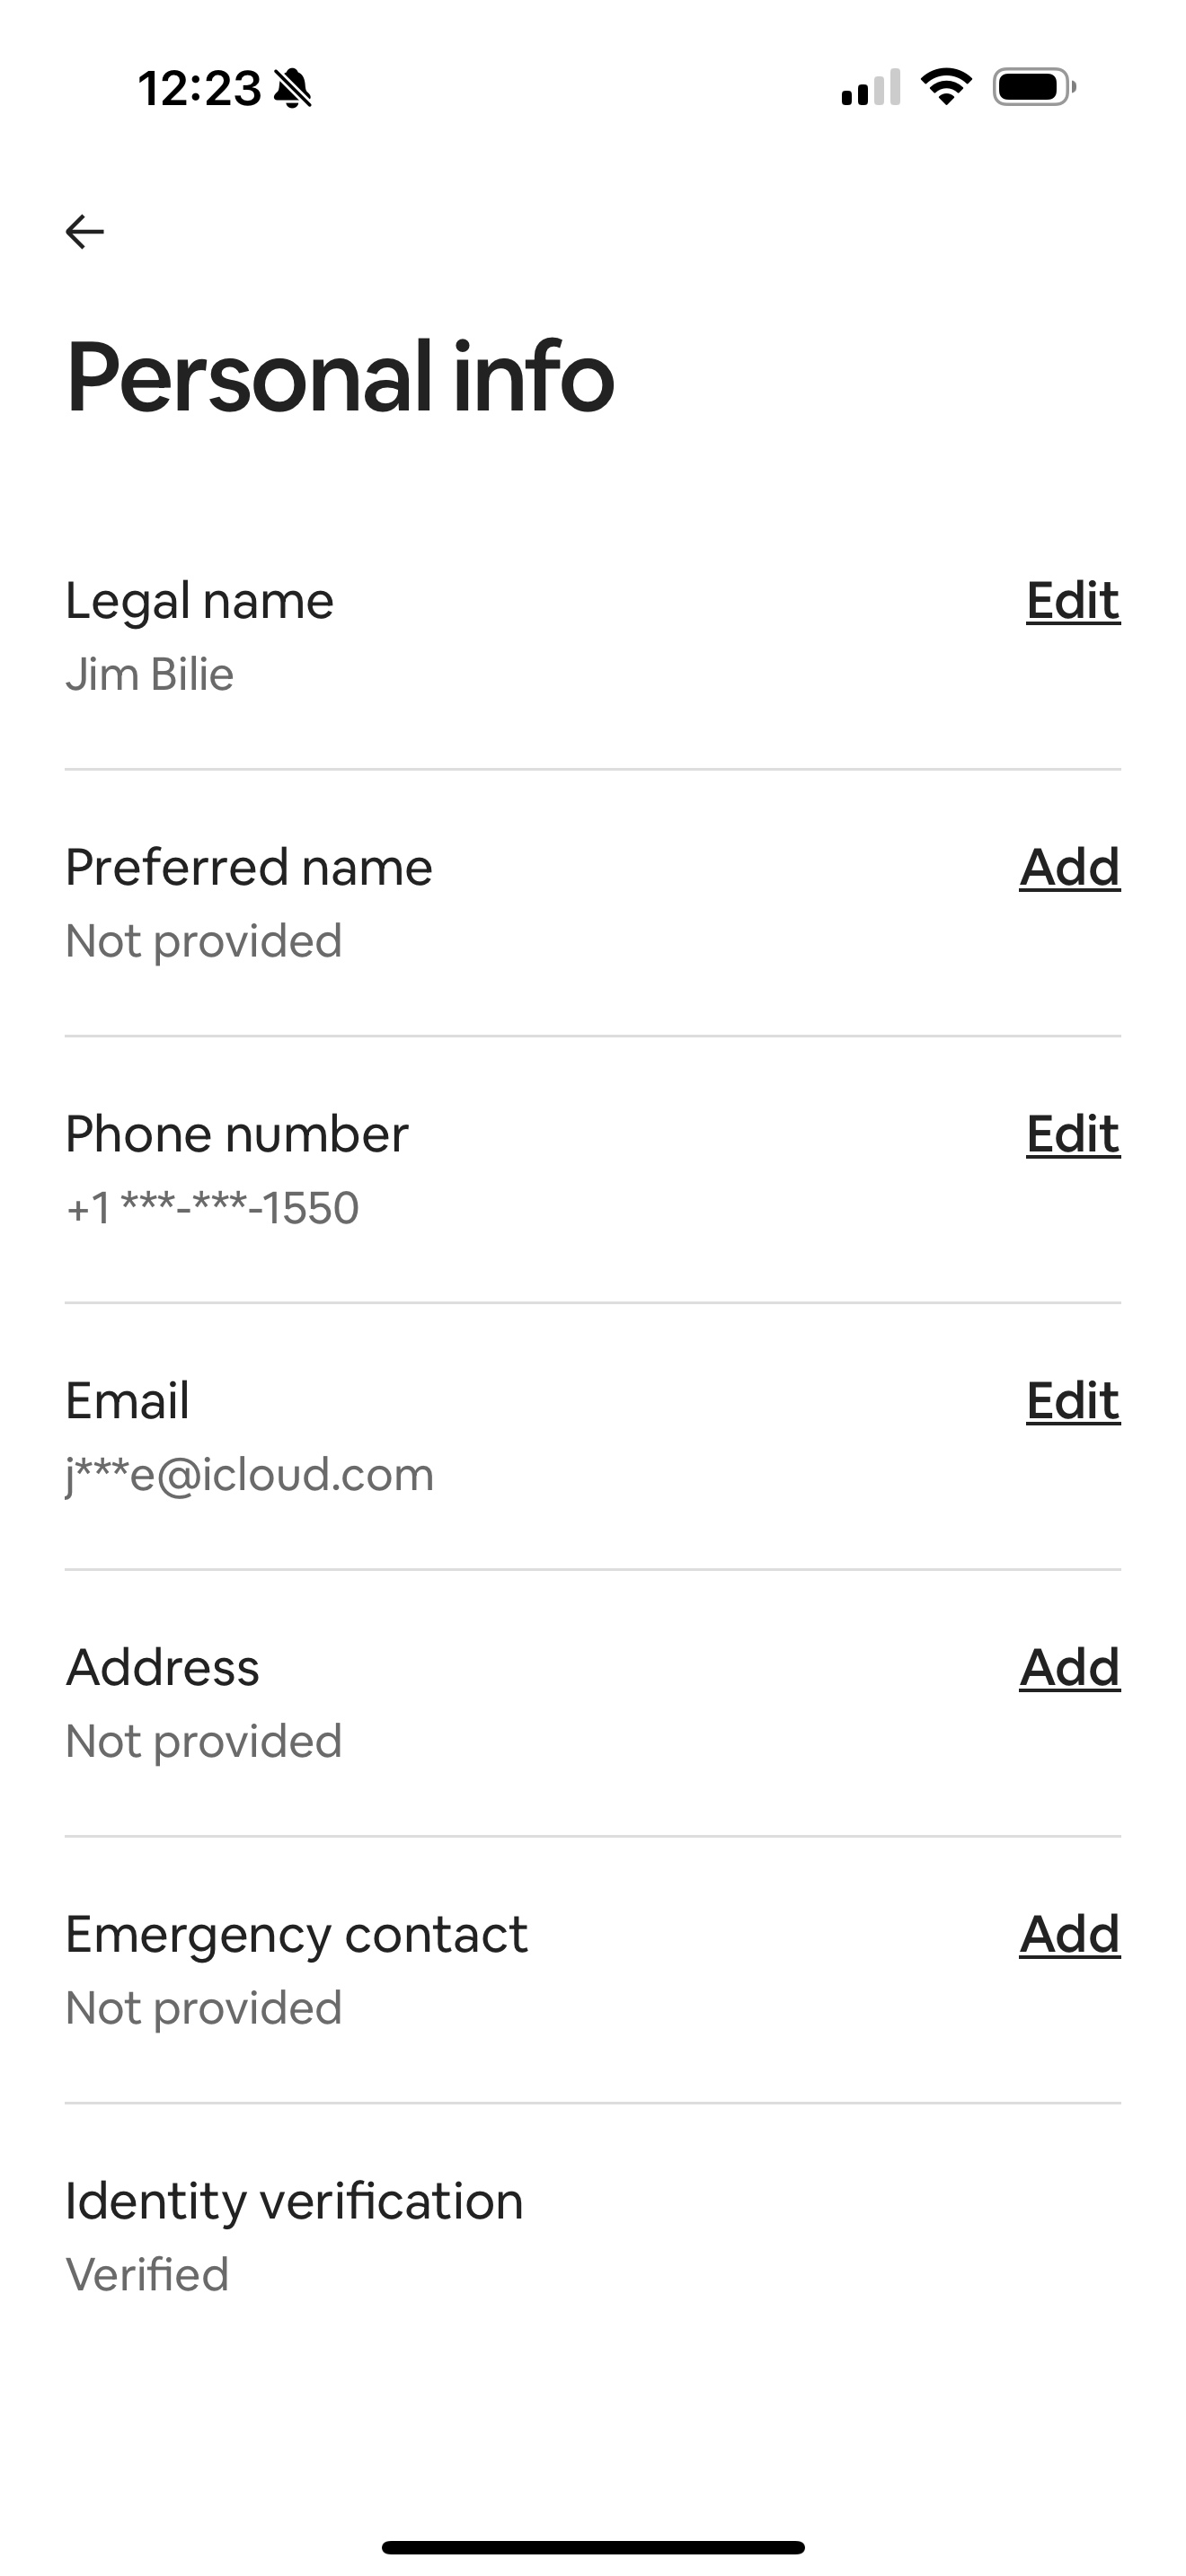 12:23
Personal info
Legal name Edit
Jim Bilie
Preferred name Add
Not provided
Phone number Edit
+1 ***-***-1550
Email Edit
j***e@icloud.com
Address Add
Not provided
Emergency contact Add
Not provided
Identity verification
Verified